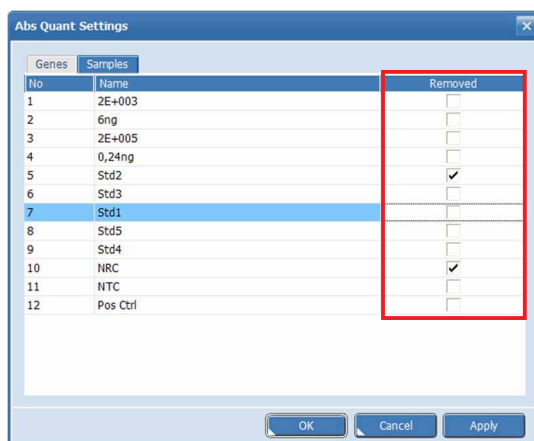 Abs Quant Settings
Genes Samples
No Name Removed
1 2E+003
2 6ng
3 2E+005
4 0,24ng
5 Std2
6 Std3
7 Std1
8 Std5
9 Std4
10 NRC
11 NTC
12 Pos Ctrl
OK Cancel Apply